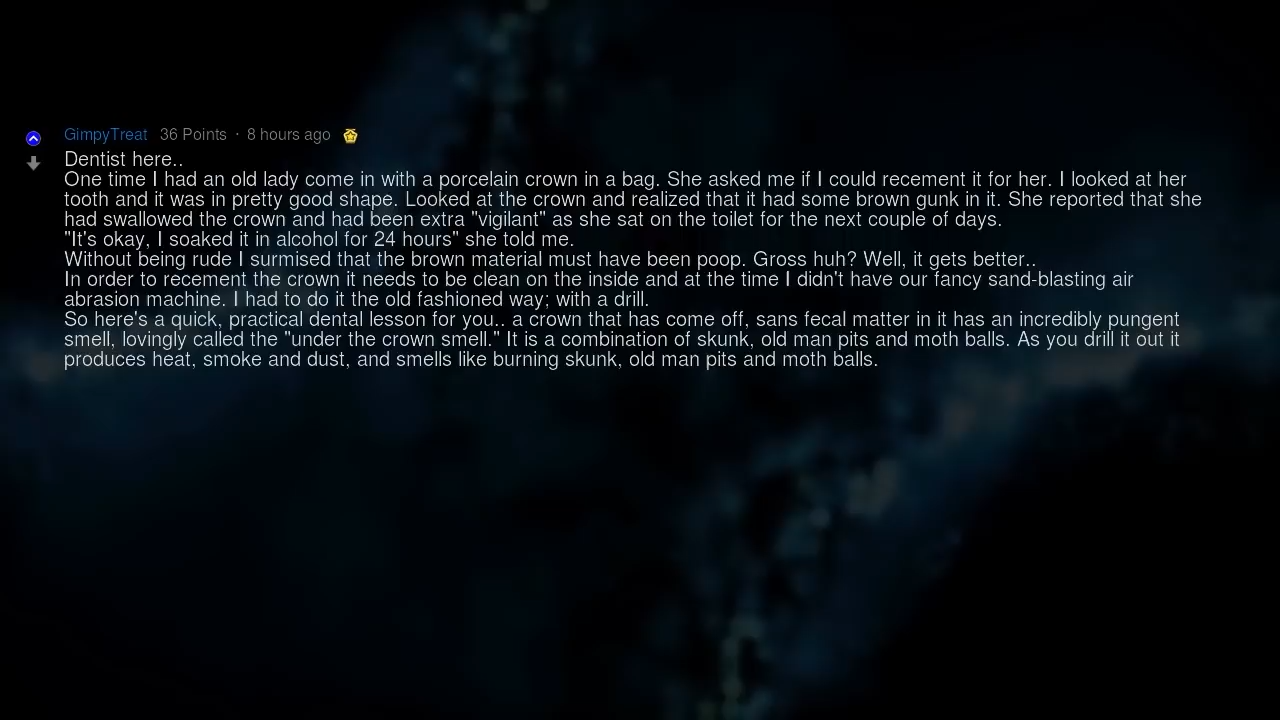 GimpyTreat 36 Points · 8 hours ago
Dentist here..
One time I had an old lady come in with a porcelain crown in a bag. She asked me if I could recement it for her. I looked at her
tooth and it was in pretty good shape. Looked at the crown and realized that it had some brown gunk in it. She reported that she
had swallowed the crown and had been extra "vigilant" as she sat on the toilet for the next couple of days.
"It's okay, I soaked it in alcohol for 24 hours" she told me.
Without being rude I surmised that the brown material must have been poop. Gross huh? Well, it gets better..
In order to recement the crown it needs to be clean on the inside and at the time I didn't have our fancy sand-blasting air
abrasion machine. I had to do it the old fashioned way; with a drill.
So here's a quick, practical dental lesson for you.. a crown that has come off, sans fecal matter in it has an incredibly pungent
smell, lovingly called the "under the crown smell." It is a combination of skunk, old man pits and moth balls. As you drill it out it
produces heat, smoke and dust, and smells like burning skunk, old man pits and moth balls.